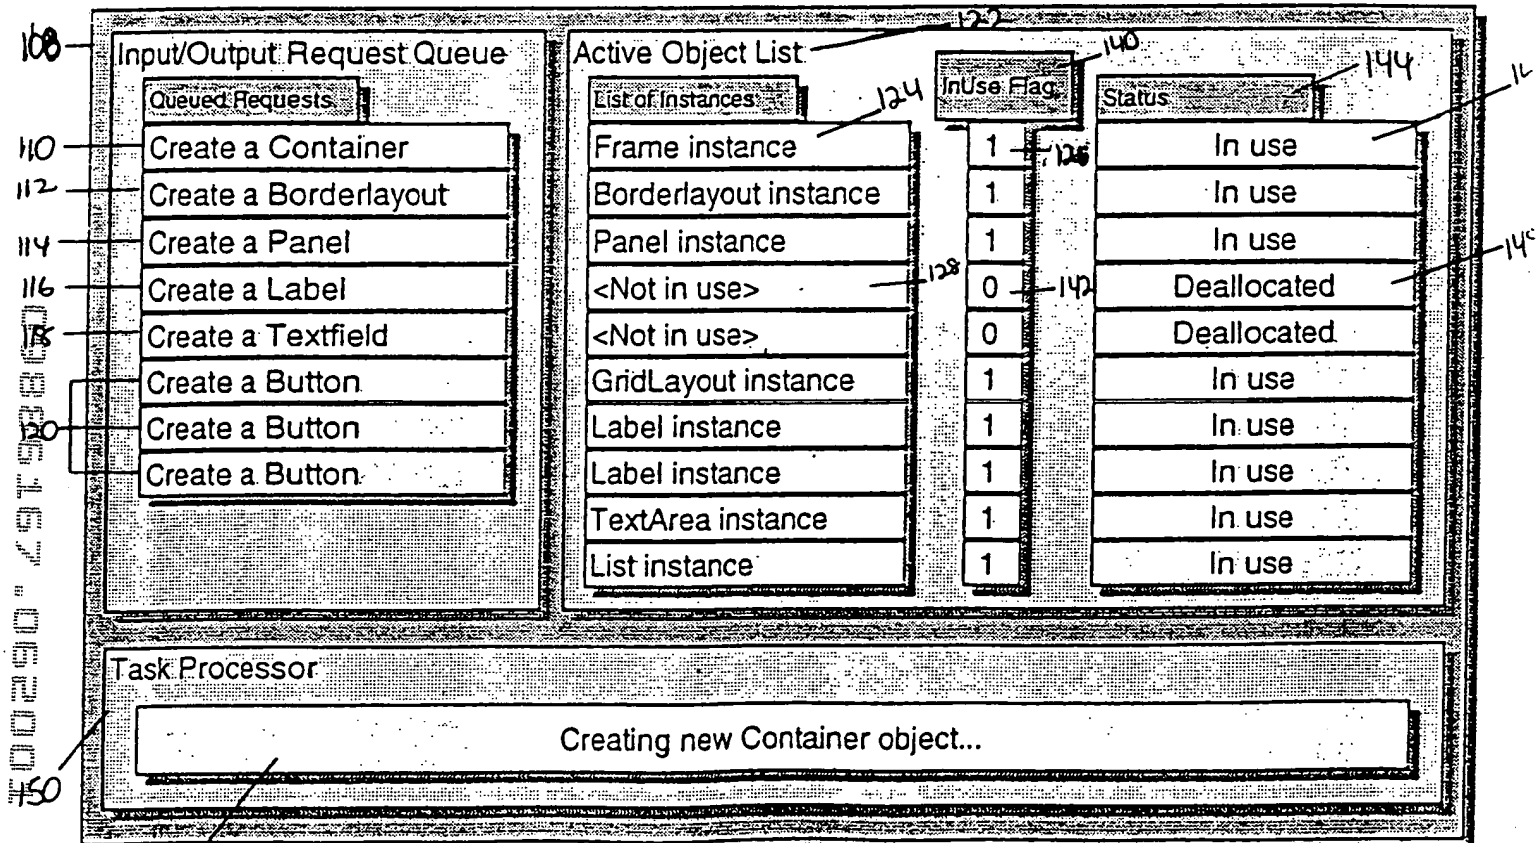 108
Input/Output Request Queue
Queued Requests
110 Create a Container
112 Create a Borderlayout
114 Create a Panel
116 Create a Label
118 Create a Textfield
Create a Button
120 Create a Button
Create a Button
Active Object List 122
List of Instances 124
InUse Flag 140
Status 144
Frame instance 1 In use
Borderlayout instance 1 In use
Panel instance 1 In use
<Not in use> 128 0 142 Deallocated
<Not in use> 0 Deallocated
GridLayout instance 1 In use
Label instance 1 In use
Label instance 1 In use
TextArea instance 1 In use
List instance 1 In use
Task Processor
Creating new Container object...
150